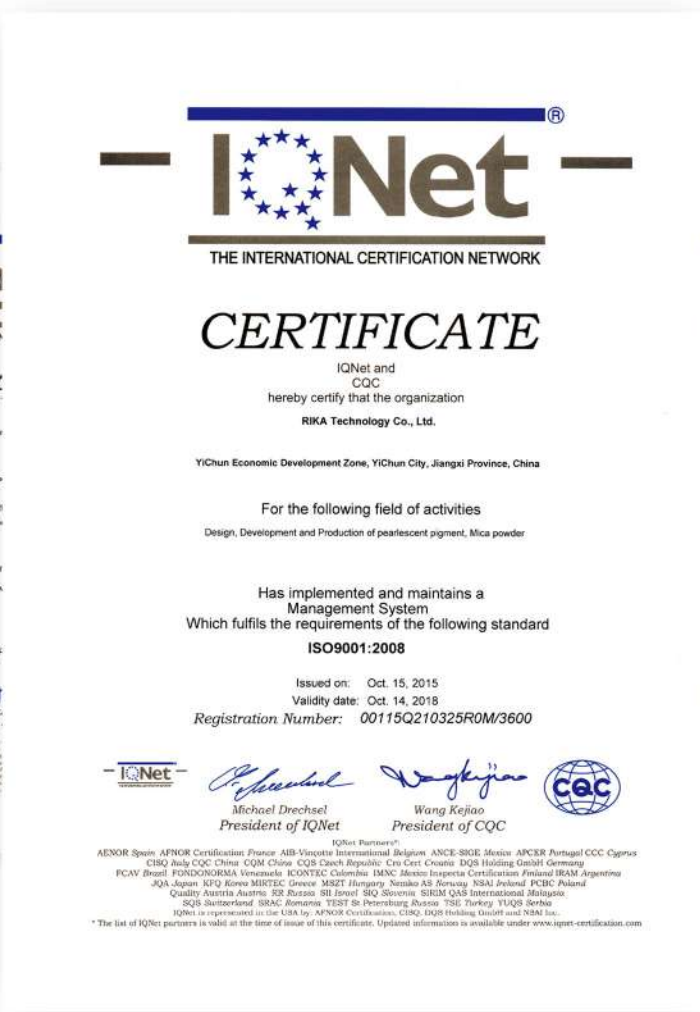 IQNet®
THE INTERNATIONAL CERTIFICATION NETWORK
CERTIFICATE
IQNet and
CQC
hereby certify that the organization
RIKA Technology Co., Ltd.
YiChun Economic Development Zone, YiChun City, Jiangxi Province, China
For the following field of activities
Design, Development and Production of pearlescent pigment, Mica powder
Has implemented and maintains a
Management System
Which fulfils the requirements of the following standard
ISO9001:2008
Issued on: Oct. 15, 2015
Validity date: Oct. 14, 2018
Registration Number: 00115Q210325R0M/3600
IQNet
CQC
Michael Drechsel
Wang Kejiao
President of IQNet
President of CQC
IQNet Partners*:
AENOR Spain AFNOR Certification France AIB-Vinçotte International Belgium ANCE-SIGE Mexico APCER Portugal CCC Cyprus
CISQ Italy CQC China CQM China CQS Czech Republic Cro Cert Croatia DQS Holding GmbH Germany
FCAV Brazil FONDONORMA Venezuela ICONTEC Colombia IMNC Mexico Inspecta Certification Finland IRAM Argentina
JQA Japan KFQ Korea MIRTEC Greece MSZT Hungary Nemko AS Norway NSAI Ireland PCBC Poland
Quality Austria Austria RR Russia SII Israel SIQ Slovenia SIRIM QAS International Malaysia
SQS Switzerland SRAC Romania TEST St Petersburg Russia TSE Turkey YUQS Serbia
IQNet is represented in the USA by: AFNOR Certification, CISQ, DQS Holding GmbH and NSAI Inc.
* The list of IQNet partners is valid at the time of issue of this certificate. Updated information is available under www.iqnet-certification.com